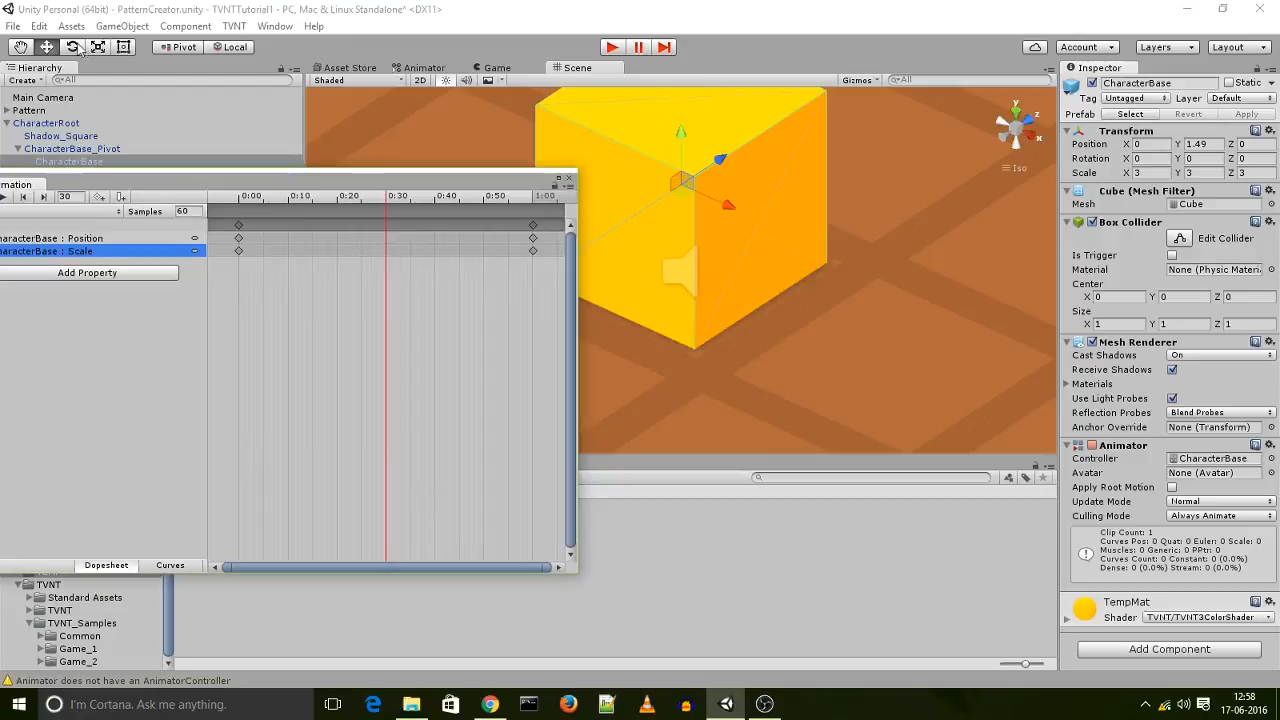 Unity Personal (64bit) - PatternCreator.unity - TVNTTutorial1 - PC, Mac & Linux Standalone* <DX11>
File Edit Assets GameObject Component TVNT Window Help
Pivot Local Account Layers Layout
Hierarchy Asset Store Animator Game Scene Inspector
Create All Shaded 2D Gizmos All
CharacterBase Static
Main Camera
Tag Untagged Layer Default
Pattern
Prefab Select Revert Apply
CharacterRoot
Transform
Shadow_Square
Position X 0 Y 1.49 Z 0
CharacterBase_Pivot
Rotation X 0 Y 0 Z 0
CharacterBase
Scale X 3 Y 3 Z 3
y
z
x
Iso
mation
30 0:00 0:10 0:20 0:30 0:40 0:50 1:00
Samples 60
haracterBase : Position
haracterBase : Scale
Add Property
Dopesheet Curves
Cube (Mesh Filter)
Mesh Cube
Box Collider
Edit Collider
Is Trigger
Material None (Physic Materi
Center
X 0 Y 0 Z 0
Size
X 1 Y 1 Z 1
Mesh Renderer
Cast Shadows On
Receive Shadows
Materials
Use Light Probes
Reflection Probes Blend Probes
Anchor Override None (Transform)
Animator
Controller CharacterBase
Avatar None (Avatar)
Apply Root Motion
Update Mode Normal
Culling Mode Always Animate
Clip Count: 1
Curves Pos: 0 Quat: 0 Euler: 0 Scale: 0
Muscles: 0 Generic: 0 PPtr: 0
Curves Count: 0 Constant: 0 (0.0%)
Dense: 0 (0.0%) Stream: 0 (0.0%)
TempMat
Shader TVNT/TVNT3ColorShader
Add Component
TVNT
Standard Assets
TVNT
TVNT_Samples
Common
Game_1
Game_2
Animator does not have an AnimatorController
I'm Cortana. Ask me anything.
12:58
17-06-2016